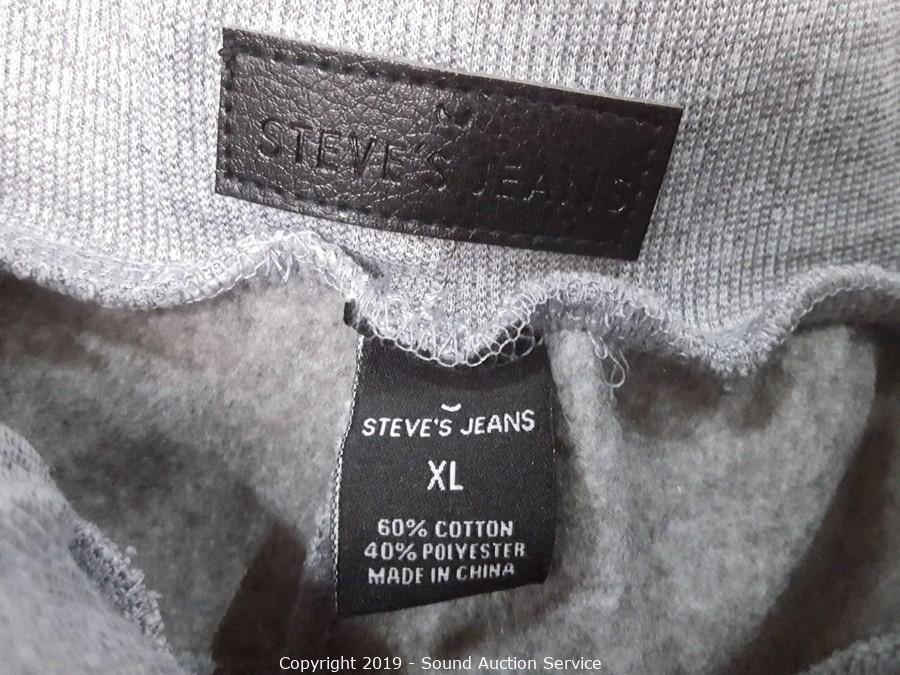 STEVE'S JEANS
STEVE'S JEANS
XL
60% COTTON
40% POLYESTER
MADE IN CHINA
Copyright 2019 - Sound Auction Service